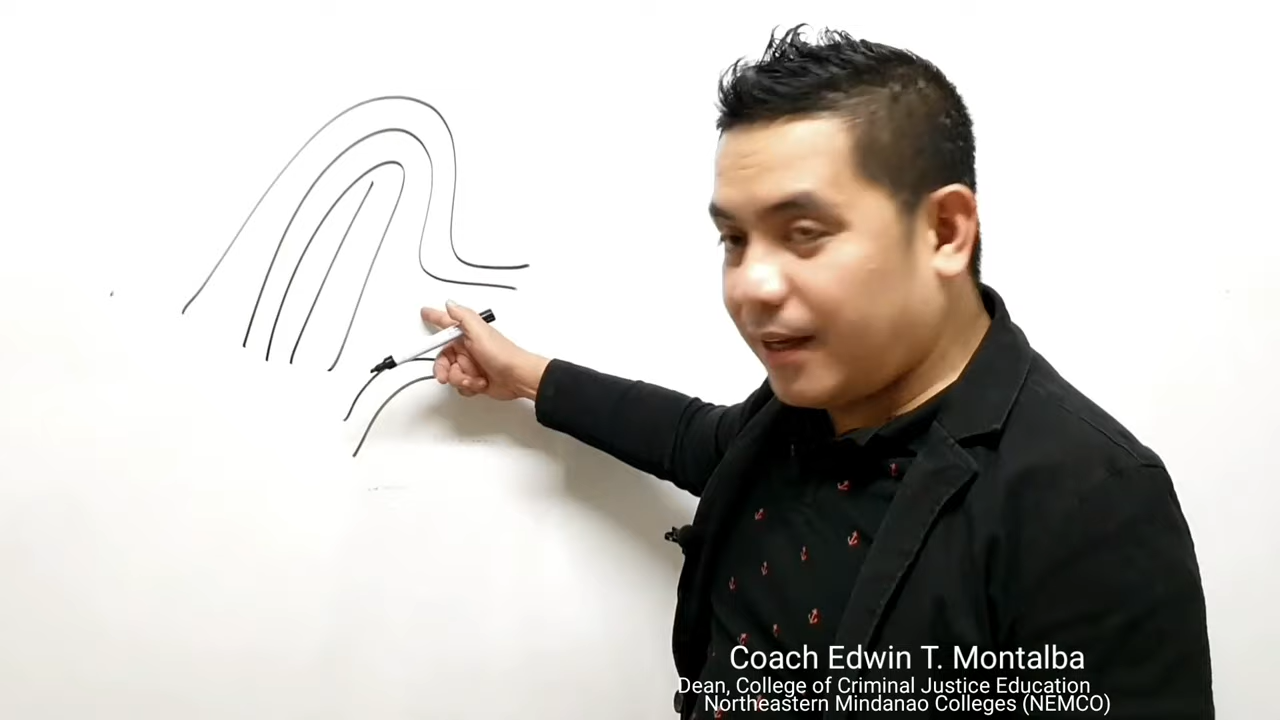 Coach Edwin T. Montalba
Dean, College of Criminal Justice Education
Northeastern Mindanao Colleges (NEMCO)